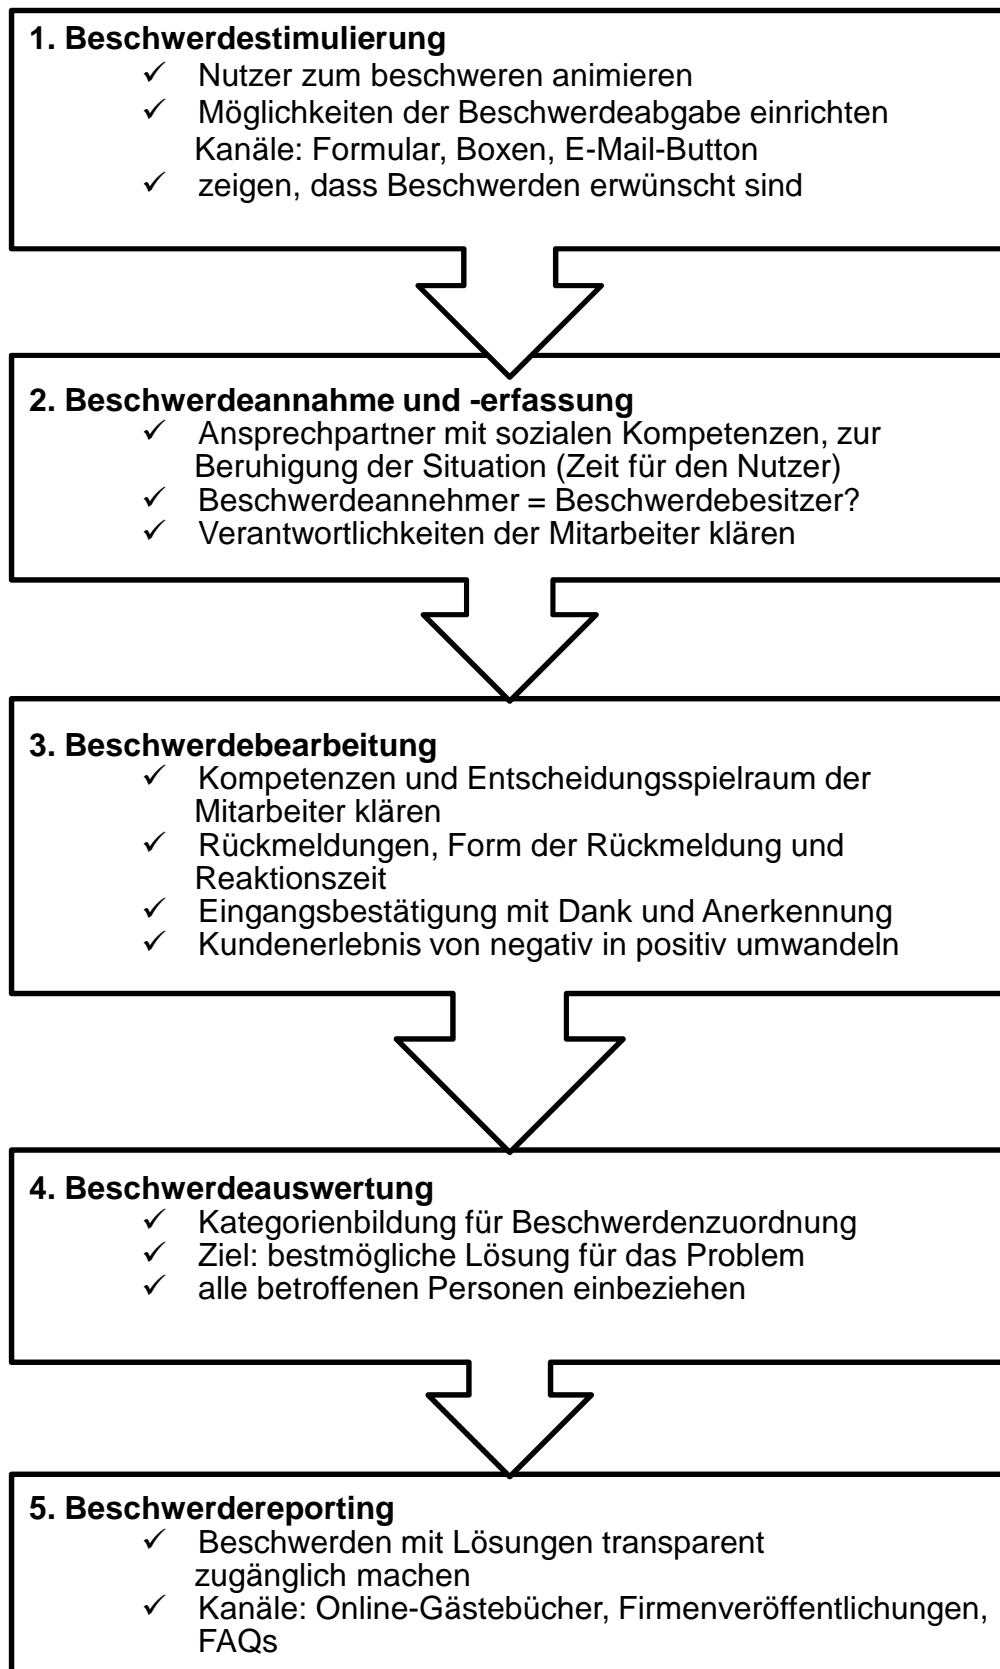 1. Beschwerdestimulierung
✓ Nutzer zum beschweren animieren
✓ Möglichkeiten der Beschwerdeabgabe einrichten
Kanäle: Formular, Boxen, E-Mail-Button
✓ zeigen, dass Beschwerden erwünscht sind
2. Beschwerdeannahme und -erfassung
✓ Ansprechpartner mit sozialen Kompetenzen, zur
Beruhigung der Situation (Zeit für den Nutzer)
✓ Beschwerdeannehmer = Beschwerdebesitzer?
✓ Verantwortlichkeiten der Mitarbeiter klären
3. Beschwerdebearbeitung
✓ Kompetenzen und Entscheidungsspielraum der
Mitarbeiter klären
✓ Rückmeldungen, Form der Rückmeldung und
Reaktionszeit
✓ Eingangsbestätigung mit Dank und Anerkennung
✓ Kundenerlebnis von negativ in positiv umwandeln
4. Beschwerdeauswertung
✓ Kategorienbildung für Beschwerdenzuordnung
✓ Ziel: bestmögliche Lösung für das Problem
✓ alle betroffenen Personen einbeziehen
5. Beschwerdereporting
✓ Beschwerden mit Lösungen transparent
zugänglich machen
✓ Kanäle: Online-Gästebücher, Firmenveröffentlichungen,
FAQs